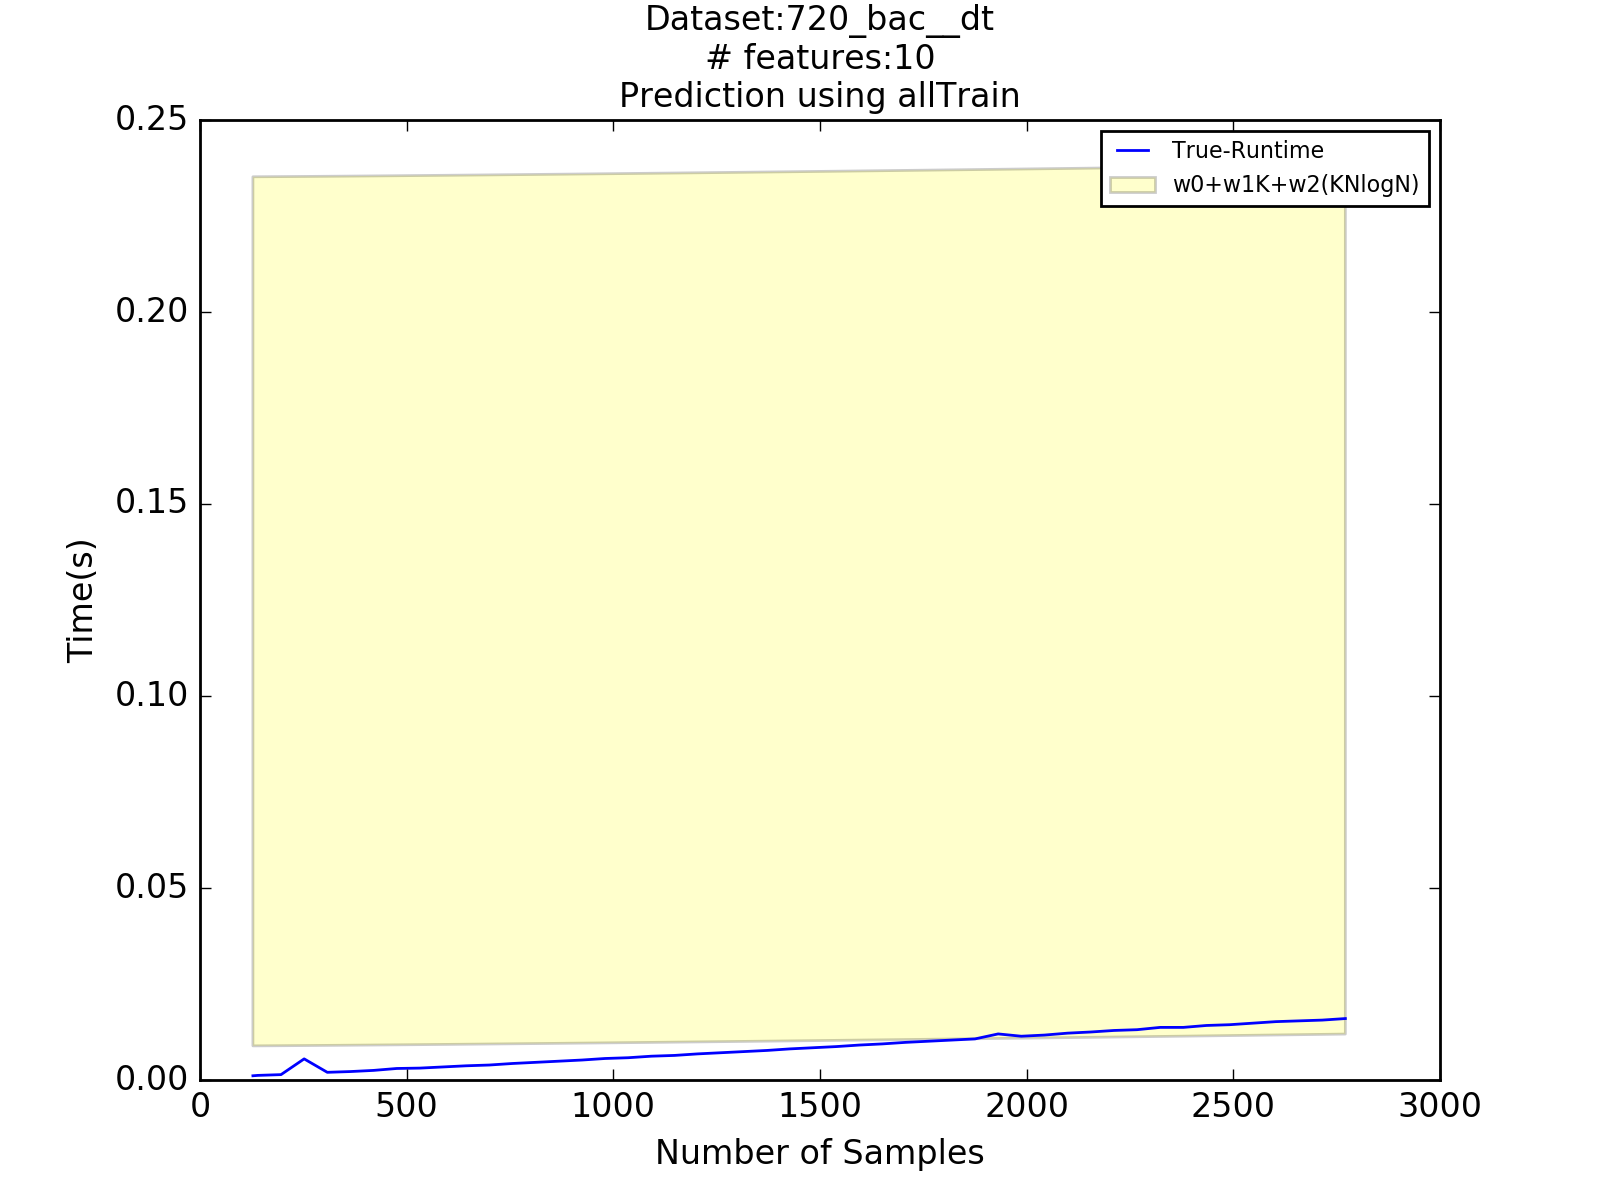 Dataset:720_bac__dt
# features:10
Prediction using allTrain
0.25
0.20
0.15
0.10
0.05
0.00
Time(s)
True-Runtime
w0+w1K+w2(KNlogN)
0 500 1000 1500 2000 2500 3000
Number of Samples